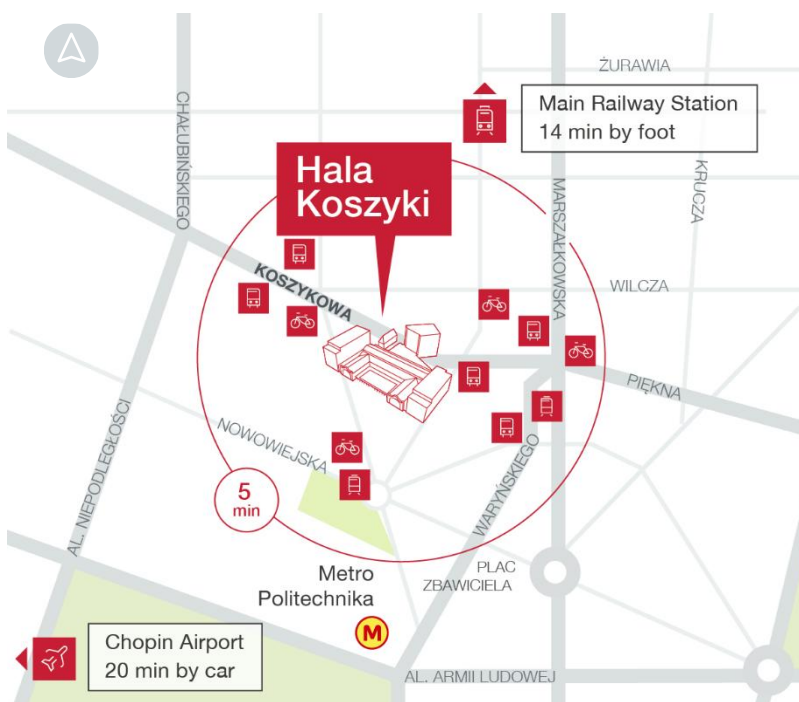 ŻURAWIA
Main Railway Station
14 min by foot
CHAŁUBIŃSKIEGO
Hala
Koszyki
KRUCZA
MARSZAŁKOWSKA
KOSZYKOWA
WILCZA
PIĘKNA
AL. NIEPODLEGŁOŚCI
NOWOWIEJSKA
WARYŃSKIEGO
5
min
PLAC
ZBAWICIELA
Metro
Politechnika
M
Chopin Airport
20 min by car
AL. ARMII LUDOWEJ